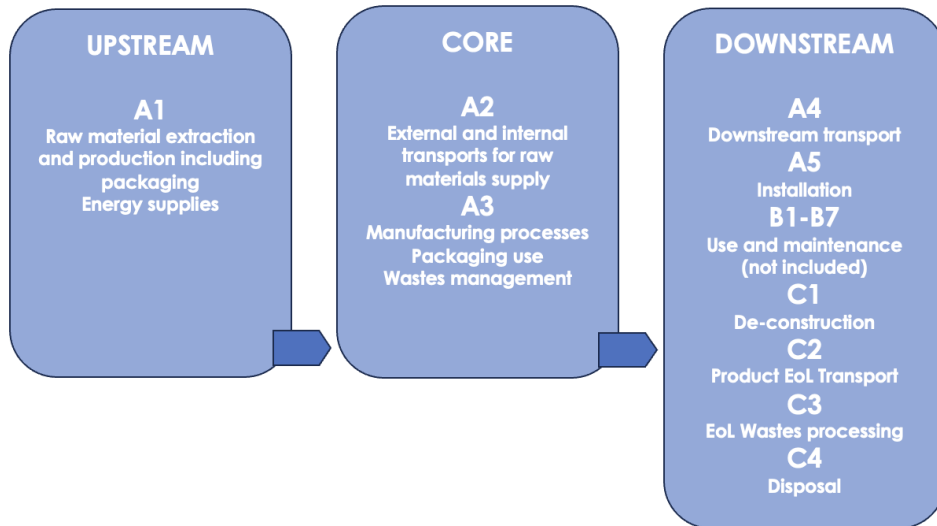 UPSTREAM
A1
Raw material extraction
and production including
packaging
Energy supplies
CORE
A2
External and internal
transports for raw
materials supply
A3
Manufacturing processes
Packaging use
Wastes management
DOWNSTREAM
A4
Downstream transport
A5
Installation
B1-B7
Use and maintenance
(not included)
C1
De-construction
C2
Product EoL Transport
C3
EoL Wastes processing
C4
Disposal